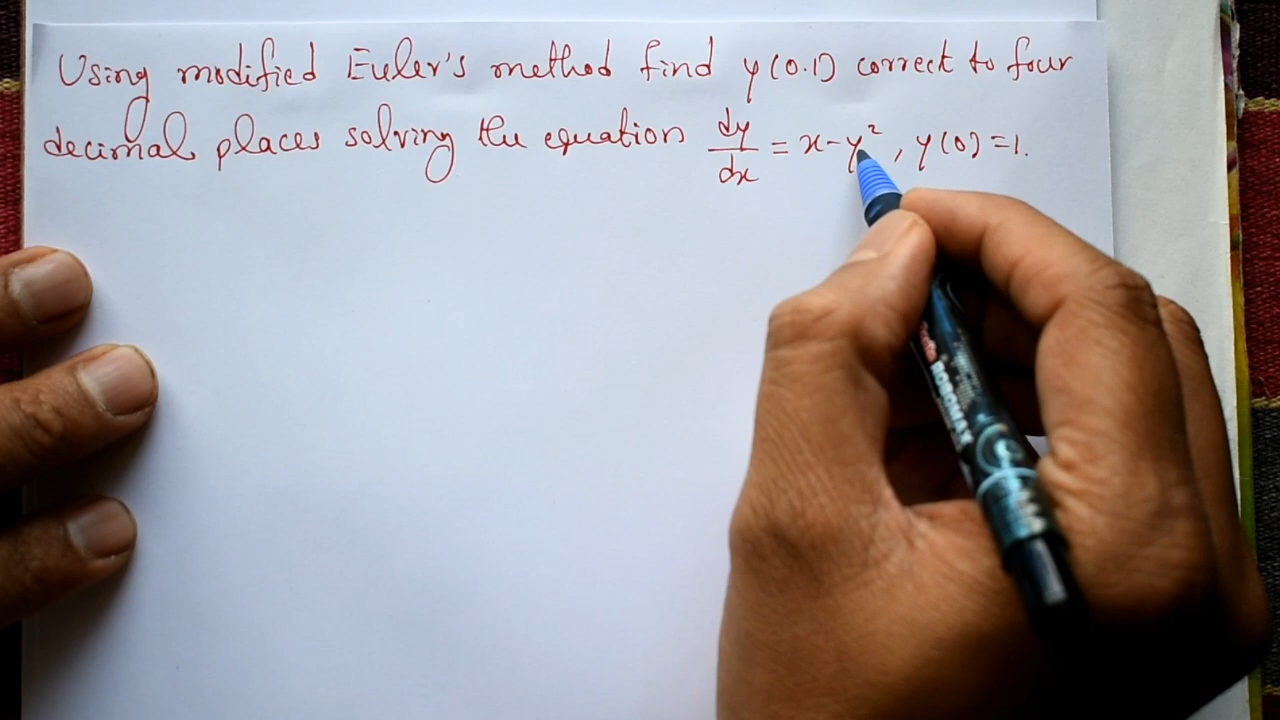 Using modified Euler's method find y(0.1) correct to four
decimal places solving the equation dy/dx = x-y², y(0)=1.
ROBOMAX